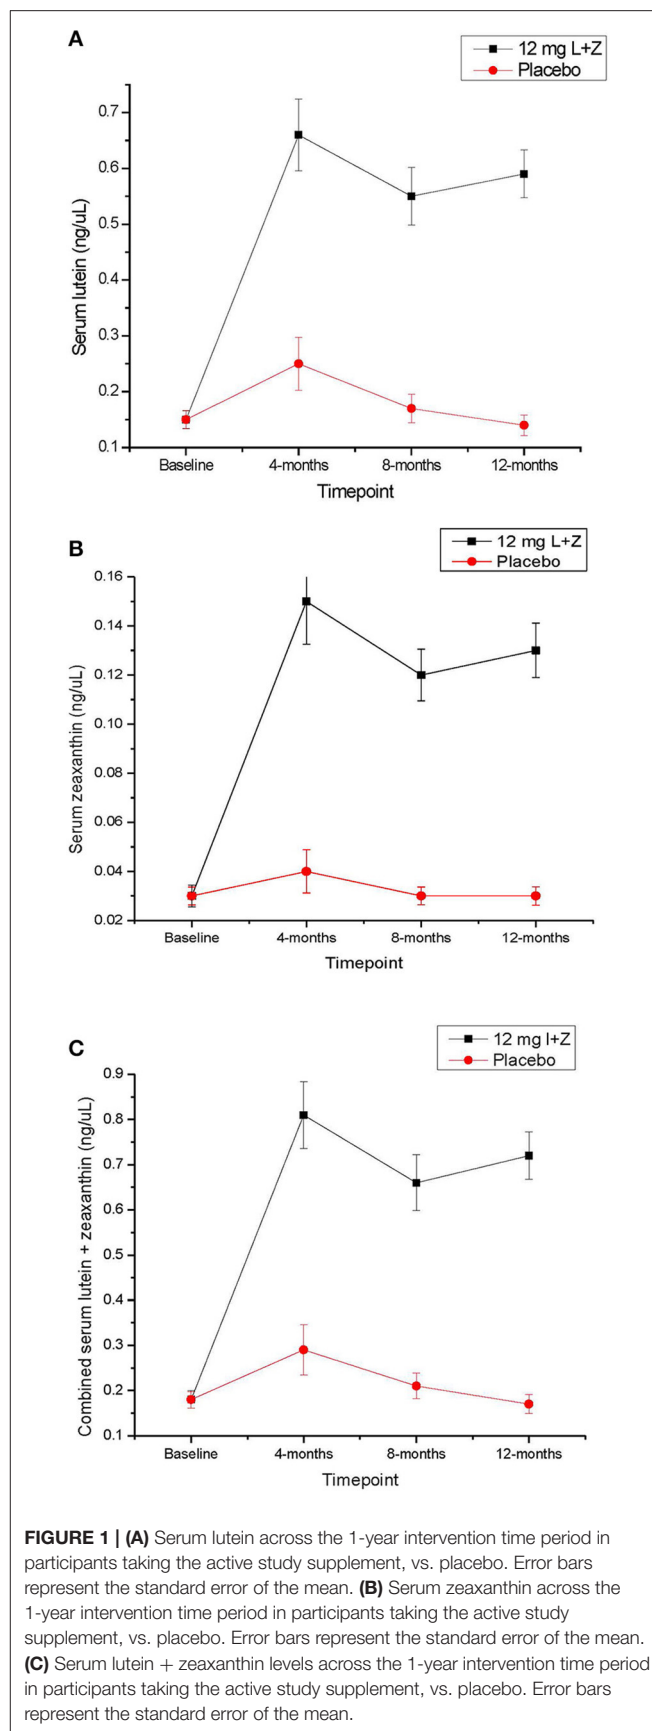 A
12 mg L+Z
Placebo
0.7
0.6
0.5
0.4
0.3
0.2
0.1
Serum lutein (ng/uL)
Baseline
4-months
8-months
12-months
Timepoint
B
12 mg L+Z
Placebo
0.16
0.14
0.12
0.10
0.08
0.06
0.04
0.02
Serum zeaxanthin (ng/uL)
Baseline
4-months
8-months
12-months
Timepoint
C
12 mg l+Z
Placebo
0.9
0.8
0.7
0.6
0.5
0.4
0.3
0.2
0.1
Combined serum lutein + zeaxanthin (ng/uL)
Baseline
4-months
8-months
12-months
Timepoint
FIGURE 1 | (A) Serum lutein across the 1-year intervention time period in
participants taking the active study supplement, vs. placebo. Error bars
represent the standard error of the mean. (B) Serum zeaxanthin across the
1-year intervention time period in participants taking the active study
supplement, vs. placebo. Error bars represent the standard error of the mean.
(C) Serum lutein + zeaxanthin levels across the 1-year intervention time period
in participants taking the active study supplement, vs. placebo. Error bars
represent the standard error of the mean.